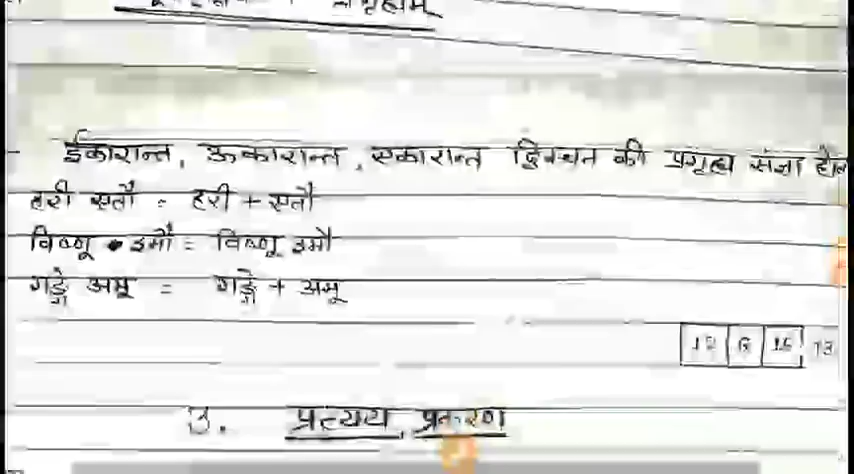 ईकारान्त, ऊकारान्त, एकारान्त द्विवचन की प्रगृह्य संज्ञा
हरी एतौ = हरी + एतौ
विष्णू इमौ = विष्णू इमौ
गङ्गे अमू = गङ्गे + अमू
3. प्रत्यय प्रकरण